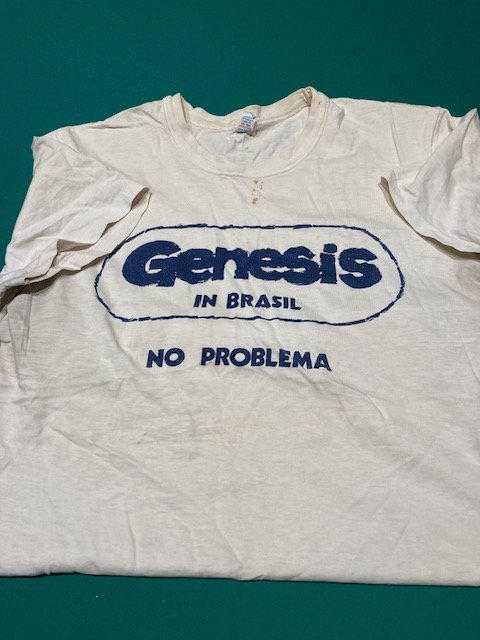 Genesis
IN BRASIL
NO PROBLEMA